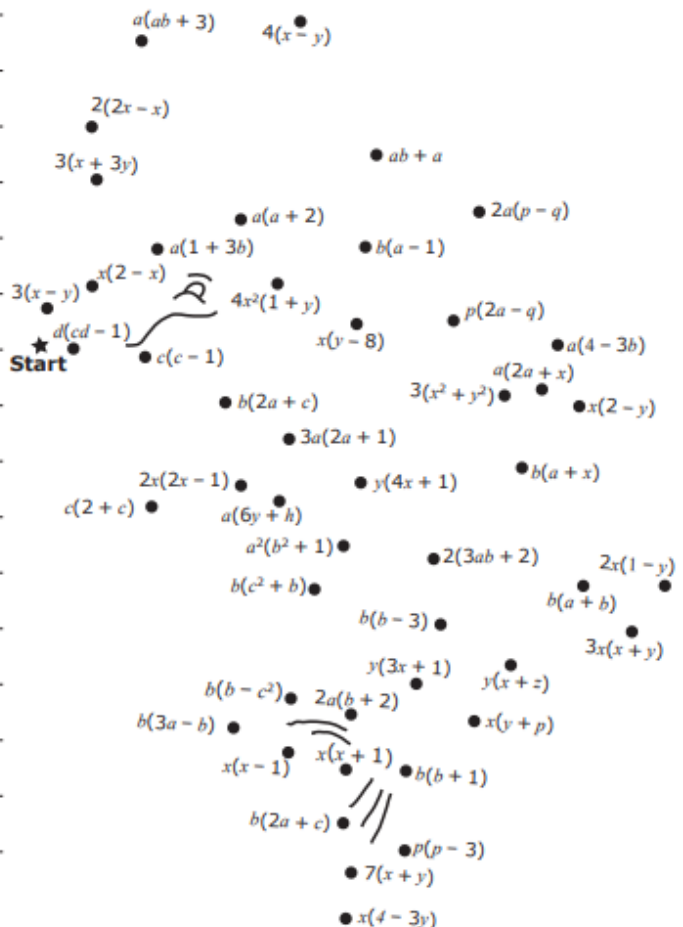 a(ab + 3)
4(x − y)
2(2x − x)
3(x + 3y)
ab + a
a(a + 2)
2a(p − q)
a(1 + 3b)
b(a − 1)
x(2 − x)
3(x − y)
4x²(1 + y)
p(2a − q)
d(cd − 1)
x(y − 8)
a(4 − 3b)
Start
c(c − 1)
a(2a + x)
3(x² + y²)
x(2 − y)
b(2a + c)
3a(2a + 1)
b(a + x)
2x(2x − 1)
y(4x + 1)
c(2 + c)
a(6y + h)
a²(b² + 1)
2(3ab + 2)
2x(1 − y)
b(c² + b)
b(a + b)
b(b − 3)
3x(x + y)
y(3x + 1)
y(x + z)
b(b − c²)
2a(b + 2)
b(3a − b)
x(y + p)
x(x − 1)
x(x + 1)
b(b + 1)
b(2a + c)
p(p − 3)
7(x + y)
x(4 − 3y)